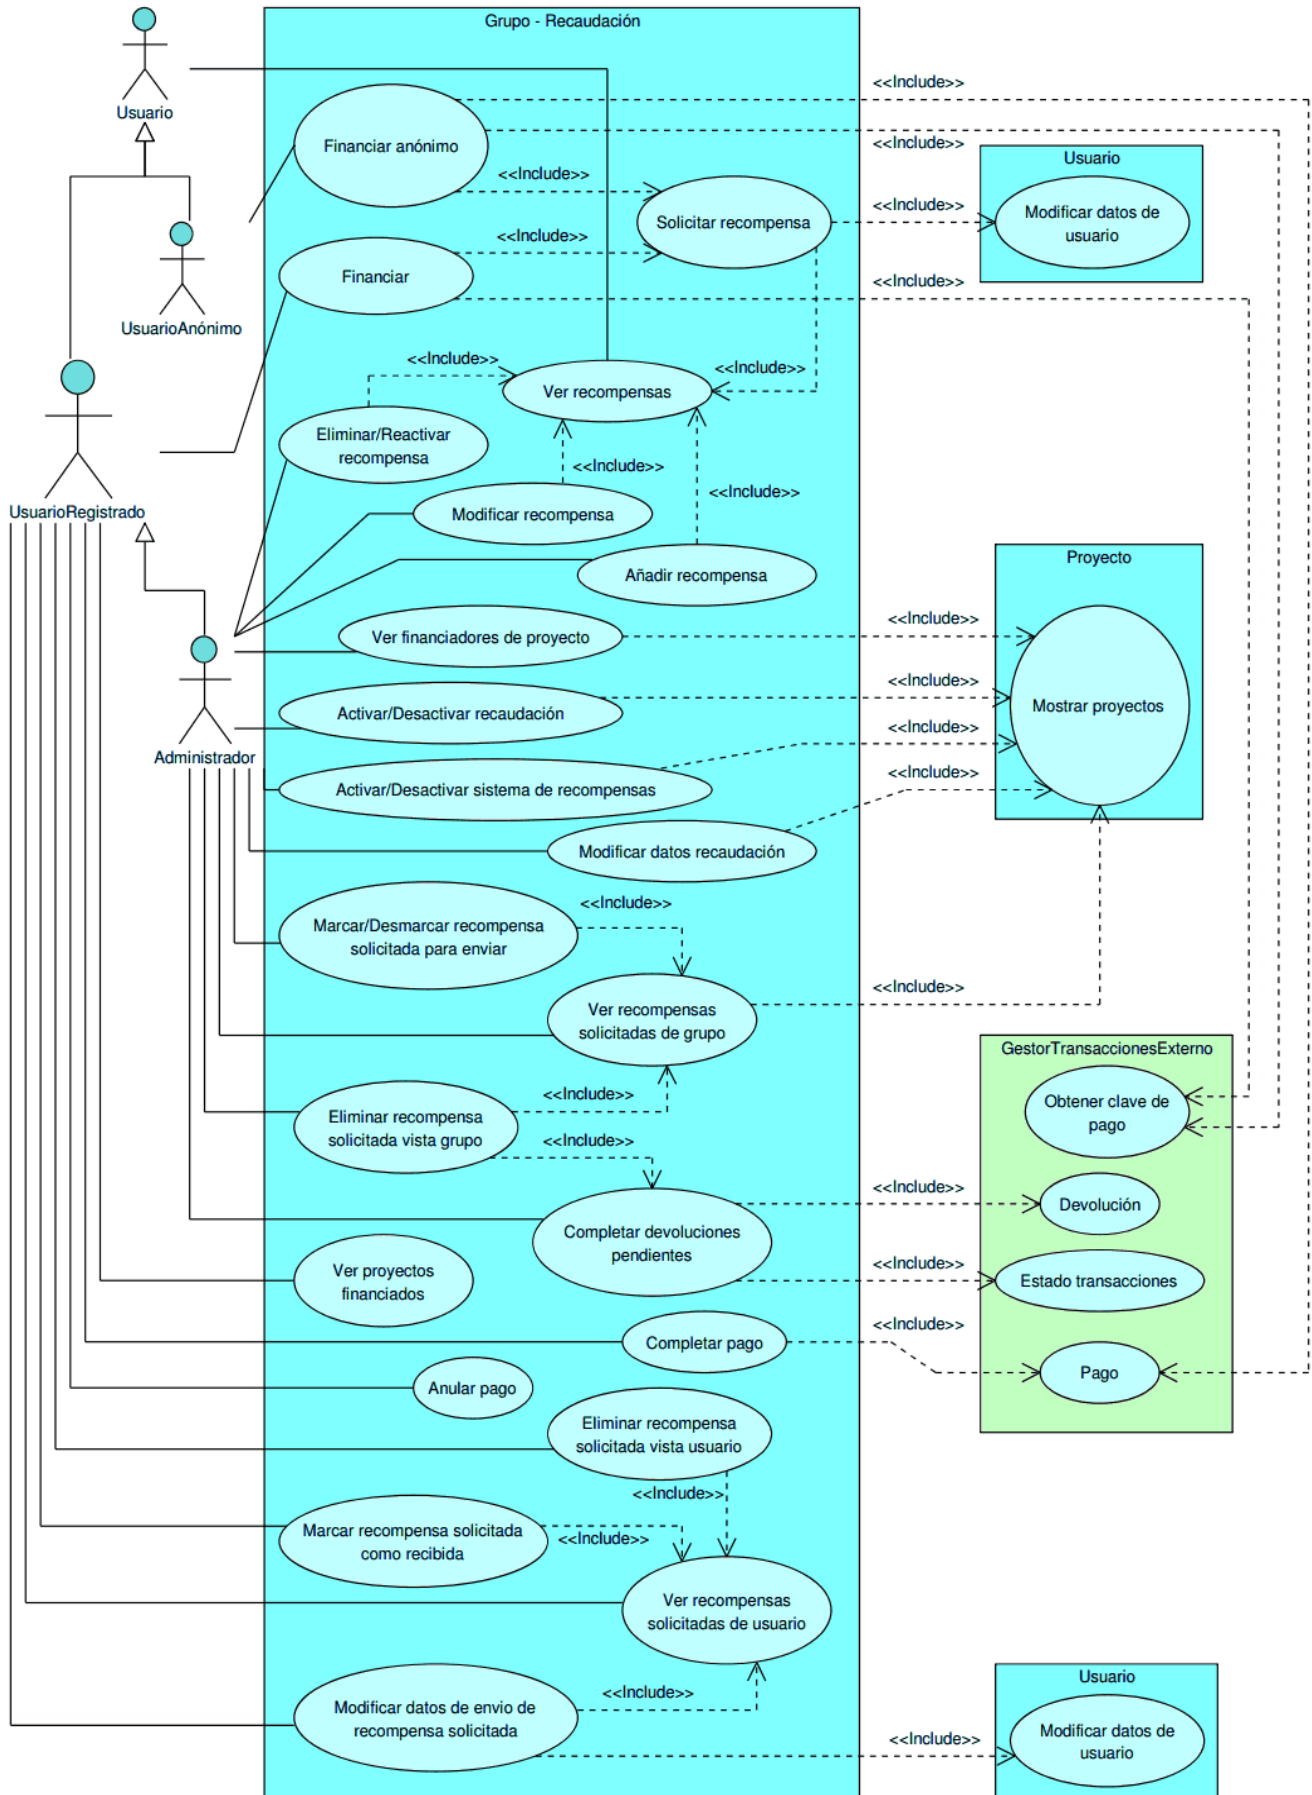 Grupo - Recaudación
Usuario
<<Include>>
Financiar anónimo
<<Include>>
Usuario
<<Include>>
Solicitar recompensa
Modificar datos de
usuario
<<Include>>
UsuarioAnónimo
Financiar
<<Include>>
<<Include>>
<<Include>>
Ver recompensas
Eliminar/Reactivar
recompensa
<<Include>>
<<Include>>
UsuarioRegistrado
Modificar recompensa
Añadir recompensa
Proyecto
Ver financiadores de proyecto
<<Include>>
<<Include>>
Mostrar proyectos
Activar/Desactivar recaudación
<<Include>>
Administrador
<<Include>>
Activar/Desactivar sistema de recompensas
Modificar datos recaudación
<<Include>>
Marcar/Desmarcar recompensa
solicitada para enviar
<<Include>>
Ver recompensas
solicitadas de grupo
GestorTransaccionesExterno
<<Include>>
Obtener clave de
pago
Eliminar recompensa
solicitada vista grupo
<<Include>>
<<Include>>
Devolución
Completar devoluciones
pendientes
<<Include>>
Estado transacciones
Ver proyectos
financiados
<<Include>>
Completar pago
Pago
Anular pago
Eliminar recompensa
solicitada vista usuario
<<Include>>
Marcar recompensa solicitada
como recibida
<<Include>>
Ver recompensas
solicitadas de usuario
Usuario
<<Include>>
Modificar datos de envio de
recompensa solicitada
<<Include>>
Modificar datos de
usuario